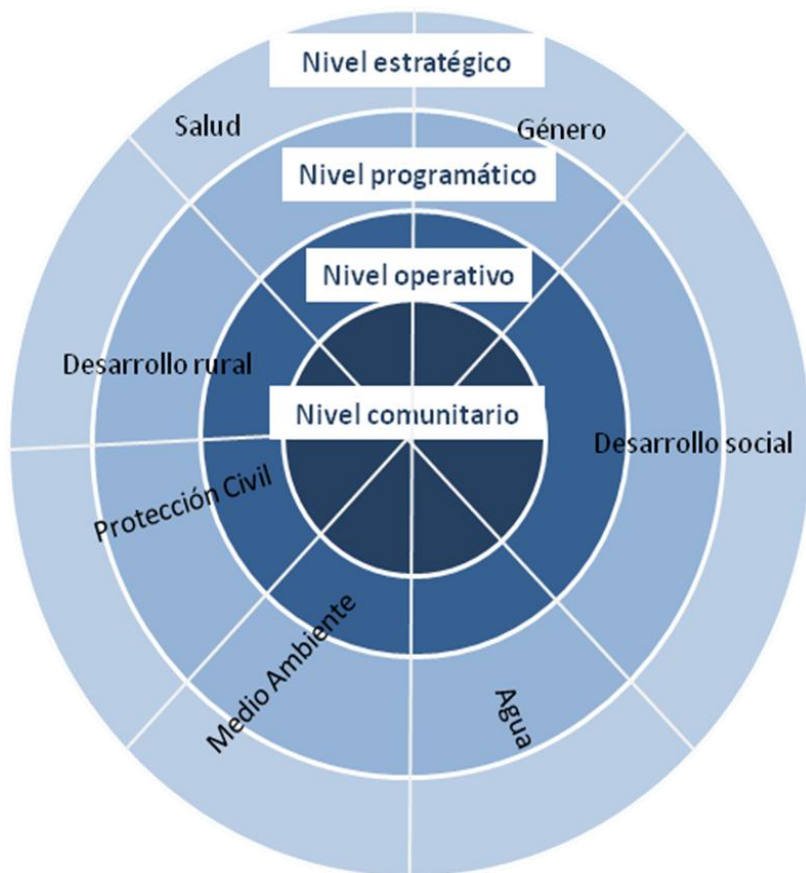 Nivel estratégico
Salud
Género
Nivel programático
Nivel operativo
Desarrollo rural
Nivel comunitario
Desarrollo social
Protección Civil
Medio Ambiente
Agua